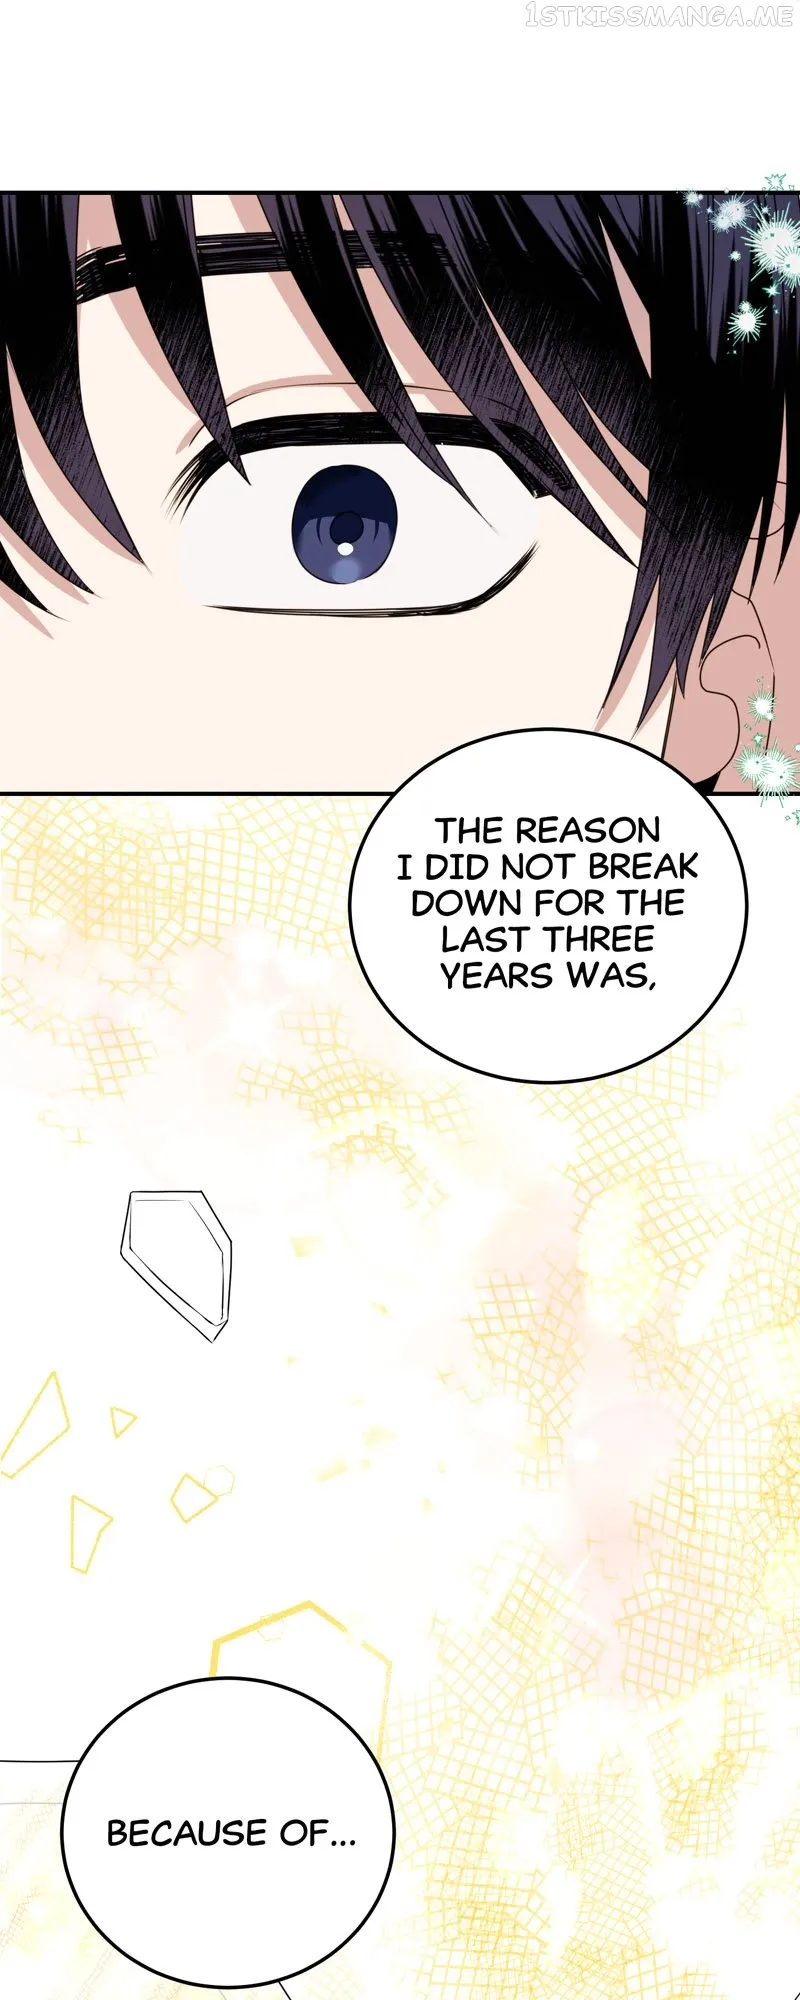 1STKISSMANGA.ME
THE REASON
I DID NOT BREAK
DOWN FOR THE
LAST THREE
YEARS WAS,
BECAUSE OF...